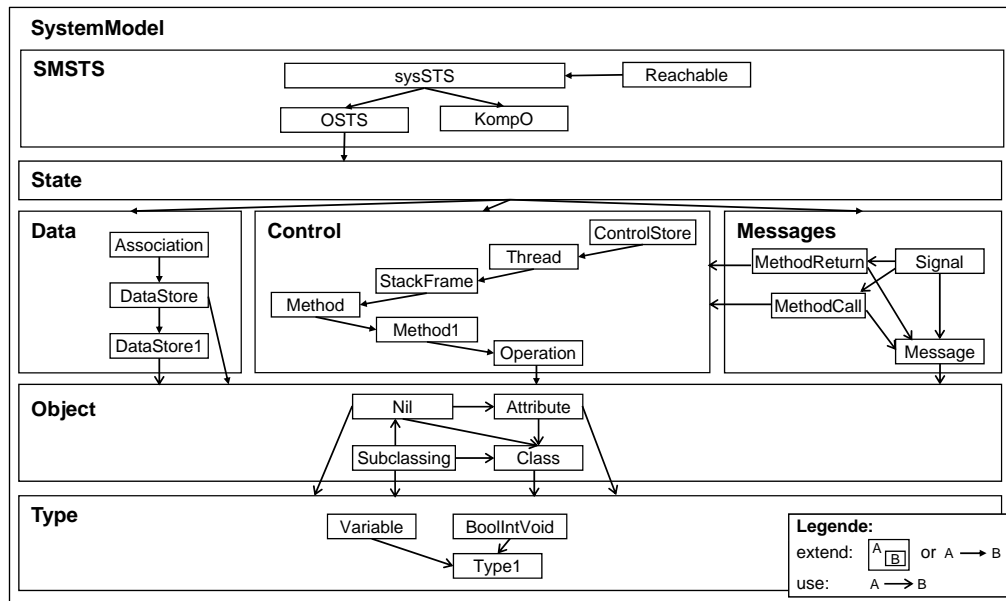 SystemModel
SMSTS
sysSTS
Reachable
OSTS
KompO
State
Data
Association
DataStore
DataStore1
Control
ControlStore
Thread
StackFrame
Method
Method1
Operation
Messages
MethodReturn
Signal
MethodCall
Message
Object
Nil
Attribute
Subclassing
Class
Type
Variable
BoolIntVoid
Type1
Legende:
extend: A B or A B
use: A B